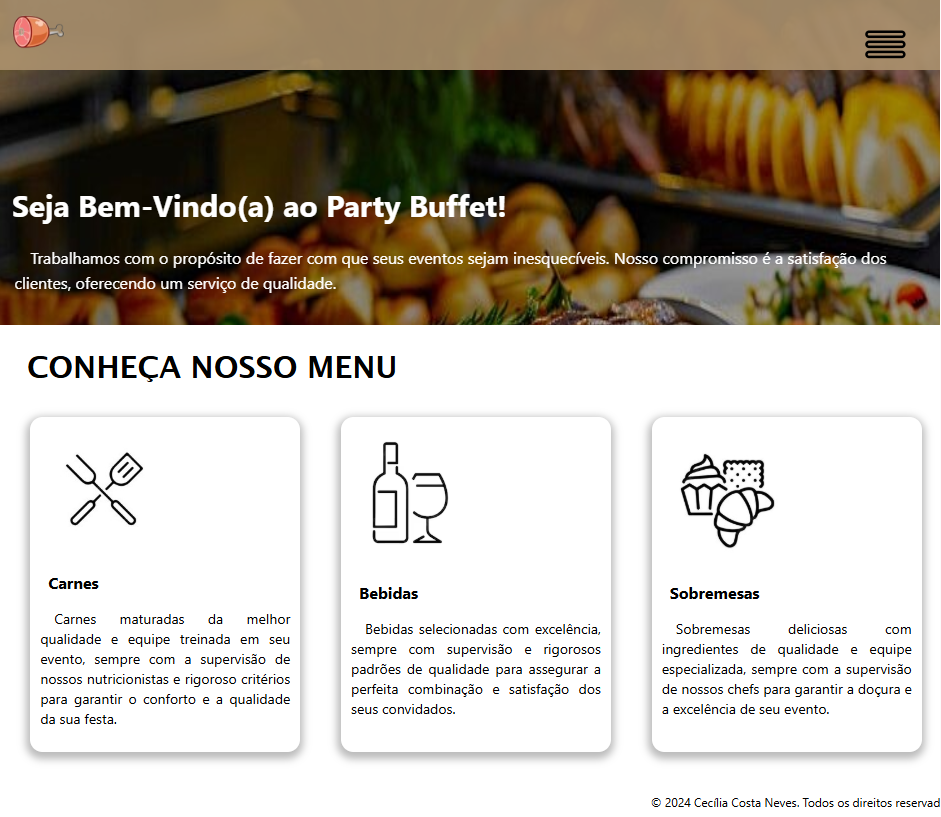 Seja Bem-Vindo(a) ao Party Buffet!
Trabalhamos com o propósito de fazer com que seus eventos sejam inesquecíveis. Nosso compromisso é a satisfação dos
clientes, oferecendo um serviço de qualidade.
CONHEÇA NOSSO MENU
Carnes
Carnes maturadas da melhor
qualidade e equipe treinada em seu
evento, sempre com a supervisão de
nossos nutricionistas e rigoroso critérios
para garantir o conforto e a qualidade
da sua festa.
Bebidas
Bebidas selecionadas com excelência,
sempre com supervisão e rigorosos
padrões de qualidade para assegurar a
perfeita combinação e satisfação dos
seus convidados.
Sobremesas
Sobremesas deliciosas com
ingredientes de qualidade e equipe
especializada, sempre com a supervisão
de nossos chefs para garantir a doçura e
a excelência de seu evento.
© 2024 Cecília Costa Neves. Todos os direitos reservad